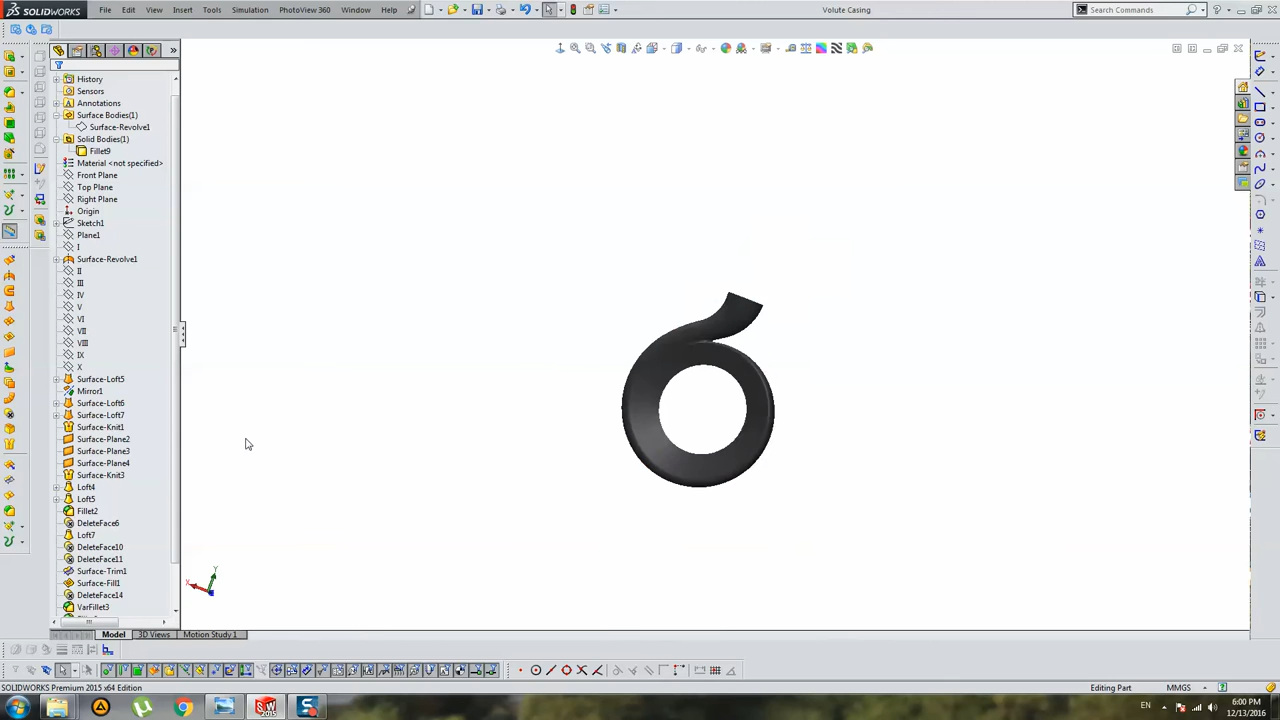 SOLIDWORKS
File Edit View Insert Tools Simulation PhotoView 360 Window Help
Volute Casing
Search Commands
History
Sensors
Annotations
Surface Bodies(1)
Surface-Revolve1
Solid Bodies(1)
Fillet9
Material <not specified>
Front Plane
Top Plane
Right Plane
Origin
Sketch1
Plane1
I
Surface-Revolve1
II
III
IV
V
VI
VII
VIII
IX
X
Surface-Loft5
Mirror1
Surface-Loft6
Surface-Loft7
Surface-Knit1
Surface-Plane2
Surface-Plane3
Surface-Plane4
Surface-Knit3
Loft4
Loft5
Fillet2
DeleteFace6
Loft7
DeleteFace10
DeleteFace11
Surface-Trim1
Surface-Fill1
DeleteFace14
VarFillet3
Y
X
Model 3D Views Motion Study 1
SOLIDWORKS Premium 2015 x64 Edition
Editing Part
MMGS
EN
6:00 PM
12/13/2016
SW
2015
S